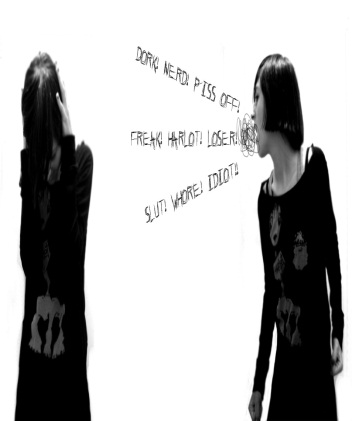 DORK! NERD! PISS OFF!
FREAK! HARLOT! LOSER!
SLUT! WHORE! IDIOT!